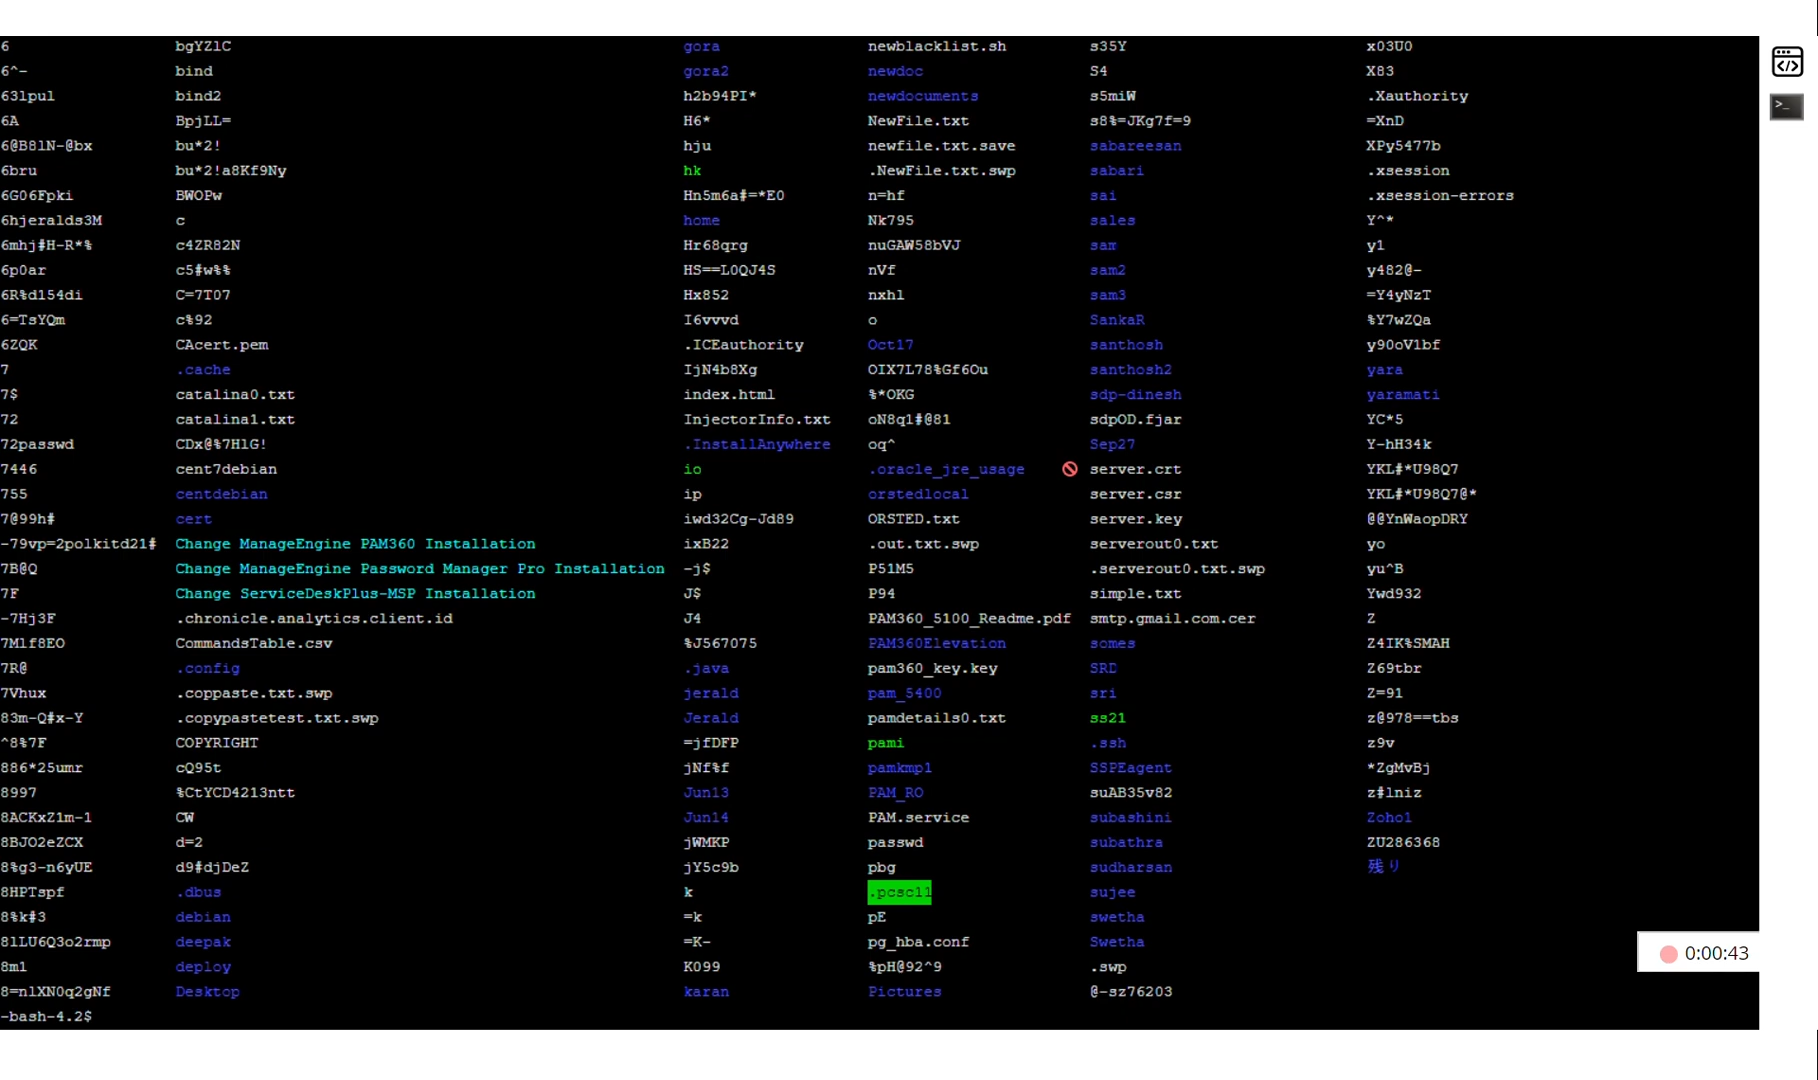 6 bgYZlC gora newblacklist.sh s35Y x03U0
6^- bind gora2 newdoc S4 X83
63lpul bind2 h2b94PI* newdocuments s5miW .Xauthority
6A BpjLL= H6* NewFile.txt s8%=JKg7f=9 =XnD
6@B8lN-@bx bu*2! hju newfile.txt.save sabareesan XPy5477b
6bru bu*2!a8Kf9Ny hk .NewFile.txt.swp sabari .xsession
6G06Fpki BWOPw Hn5m6a#=*E0 n=hf sai .xsession-errors
6hjeralds3M c home Nk795 sales Y^*
6mhj#H-R*% c4ZR82N Hr68qrg nuGAW58bVJ sam y1
6p0ar c5#w%% HS==L0QJ4S nVf sam2 y482@-
6R%d154di C=7T07 Hx852 nxhl sam3 =Y4yNzT
6=TsYQm c%92 I6vvvd o SankaR %Y7wZQa
6ZQK CAcert.pem .ICEauthority Oct17 santhosh y90oV1bf
7 .cache IjN4b8Xg OIX7L78%Gf6Ou santhosh2 yara
7$ catalina0.txt index.html %*OKG sdp-dinesh yaramati
72 catalina1.txt InjectorInfo.txt oN8q1#@81 sdpOD.fjar YC*5
72passwd CDx@%7HlG! .InstallAnywhere oq^ Sep27 Y-hH34k
7446 cent7debian io .oracle_jre_usage server.crt YKL#*U98Q7
755 centdebian ip orstedlocal server.csr YKL#*U98Q7@*
7@99h# cert iwd32Cg-Jd89 ORSTED.txt server.key @@YnWaopDRY
-79vp=2polkitd21# Change ManageEngine PAM360 Installation ixB22 .out.txt.swp serverout0.txt yo
7B@Q Change ManageEngine Password Manager Pro Installation -j$ P51M5 .serverout0.txt.swp yu^B
7F Change ServiceDeskPlus-MSP Installation J$ P94 simple.txt Ywd932
-7Hj3F .chronicle.analytics.client.id J4 PAM360_5100_Readme.pdf smtp.gmail.com.cer Z
7Mlf8EO CommandsTable.csv %J567075 PAM360Elevation somes Z4IK%SMAH
7R@ .config .java pam360_key.key SRD Z69tbr
7Vhux .coppaste.txt.swp jerald pam_5400 sri Z=91
83m-Q#x-Y .copypastetest.txt.swp Jerald pamdetails0.txt ss21 z@978==tbs
^8%7F COPYRIGHT =jfDFP pami .ssh z9v
886*25umr cQ95t jNf%f pamkmp1 SSPEagent *ZgMvBj
8997 %CtYCD4213ntt Jun13 PAM_RO suAB35v82 z#lniz
8ACKxZ1m-1 CW Jun14 PAM.service subashini Zoho1
8BJO2eZCX d=2 jWMKP passwd subathra ZU286368
8%g3-n6yUE d9#djDeZ jY5c9b pbg sudharsan 残り
8HPTspf .dbus k .pcsc11 sujee
8%k#3 debian =k pE swetha
8lLU6Q3o2rmp deepak =K- pg_hba.conf Swetha
8m1 deploy K099 %pH@92^9 .swp
8=nlXN0q2gNf Desktop karan Pictures @-sz76203
-bash-4.2$
0:00:43